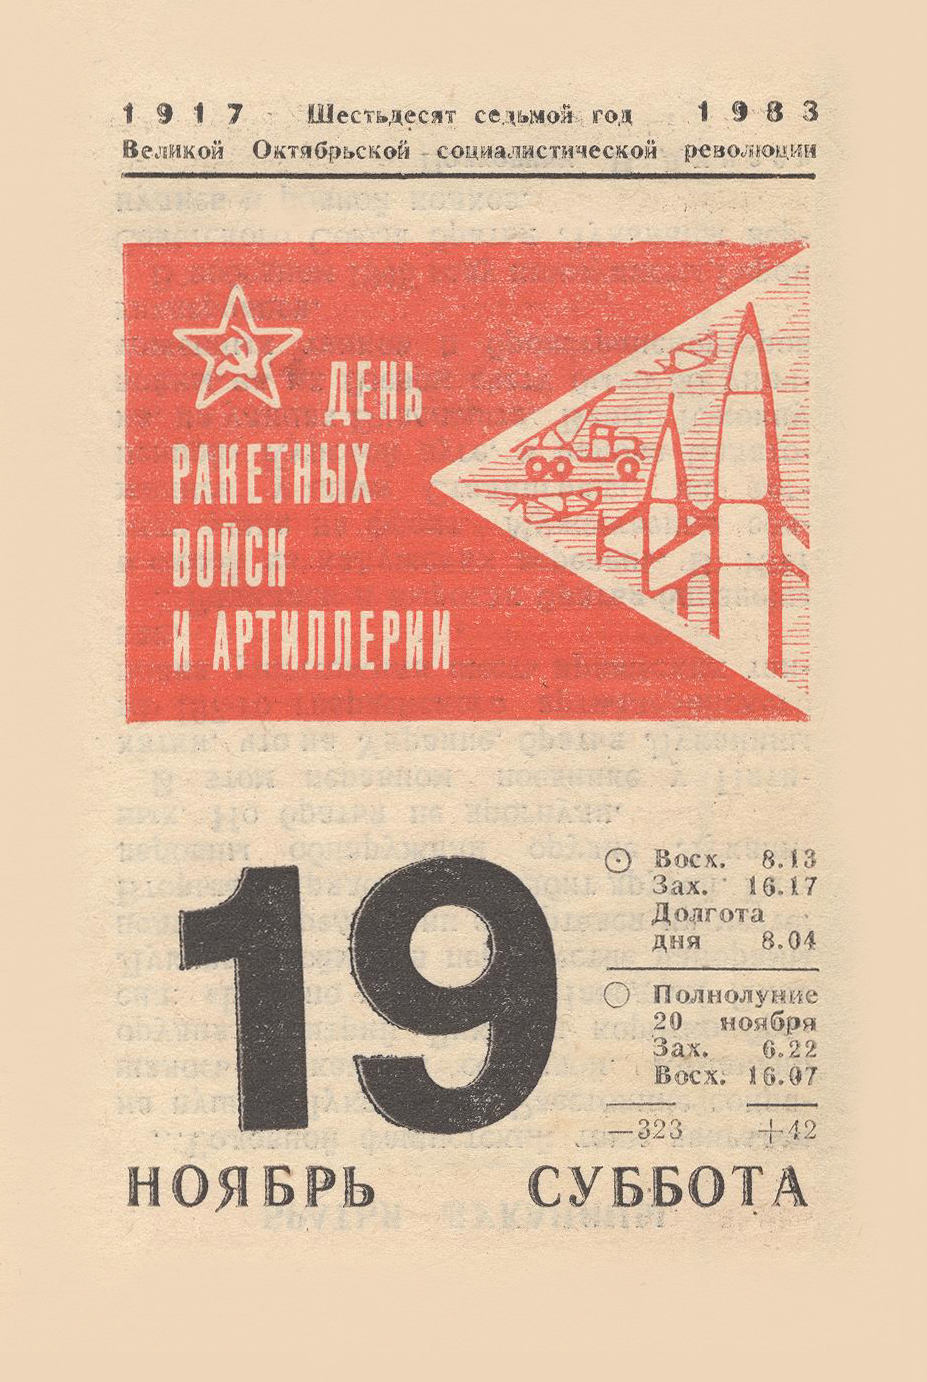 1917 Шестьдесят седьмой год 1983
Великой Октябрьской социалистической революции
ДЕНЬ
РАКЕТНЫХ
ВОЙСК
И АРТИЛЛЕРИИ
19
Восх. 8.13
Зах. 16.17
Долгота
дня 8.04
Полнолуние
20 ноября
Зах. 6.22
Восх. 16.07
—323 +42
НОЯБРЬ СУББОТА